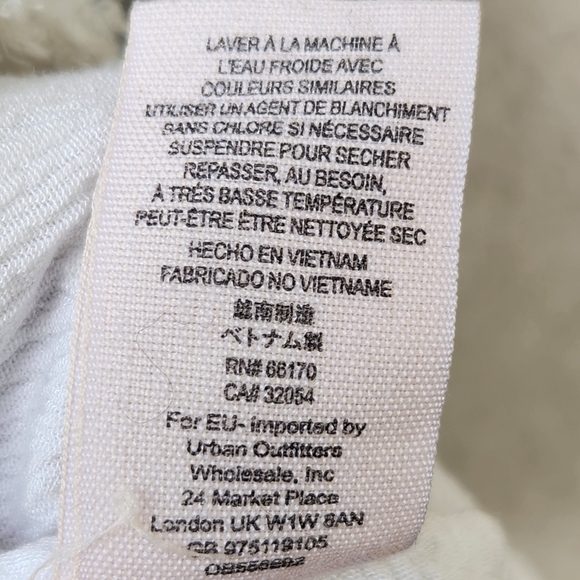 LAVER À LA MACHINE À
L'EAU FROIDE AVEC
COULEURS SIMILAIRES
UTILISER UN AGENT DE BLANCHIMENT
SANS CHLORE SI NÉCESSAIRE
SUSPENDRE POUR SECHER
REPASSER, AU BESOIN,
À TRÈS BASSE TEMPÉRATURE
PEUT-ÊTRE ÊTRE NETTOYÉE SEC
HECHO EN VIETNAM
FABRICADO NO VIETNAME
越南制造
ベトナム製
RN# 66170
CA# 32054
For EU- imported by
Urban Outfitters
Wholesale, Inc
24 Market Place
London UK W1W 8AN
GB 975119105